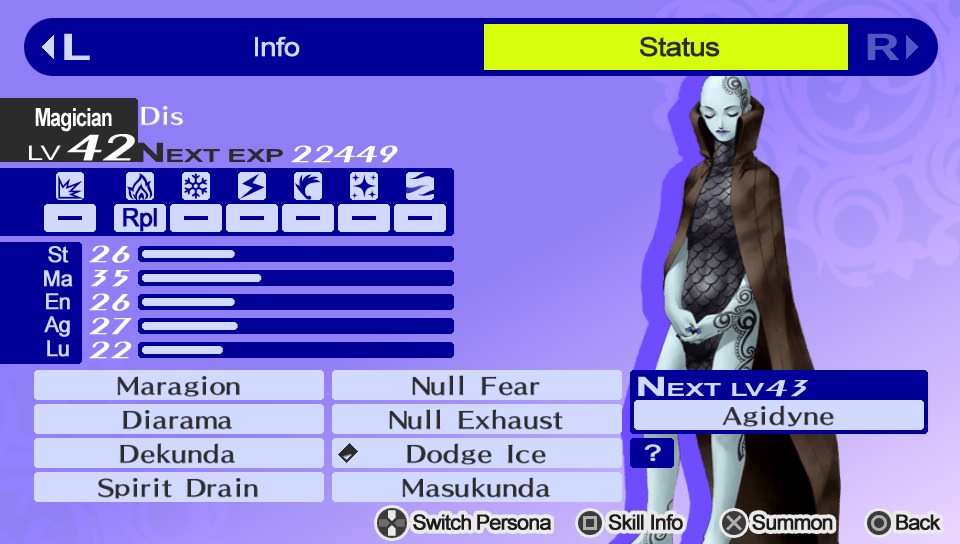 L Info Status R
Magician Dis
LV 42 NEXT EXP 22449
Rpl
St 26
Ma 35
En 26
Ag 27
Lu 22
Maragion Null Fear NEXT LV43
Diarama Null Exhaust Agidyne
Dekunda Dodge Ice ?
Spirit Drain Masukunda
Switch Persona Skill Info Summon Back